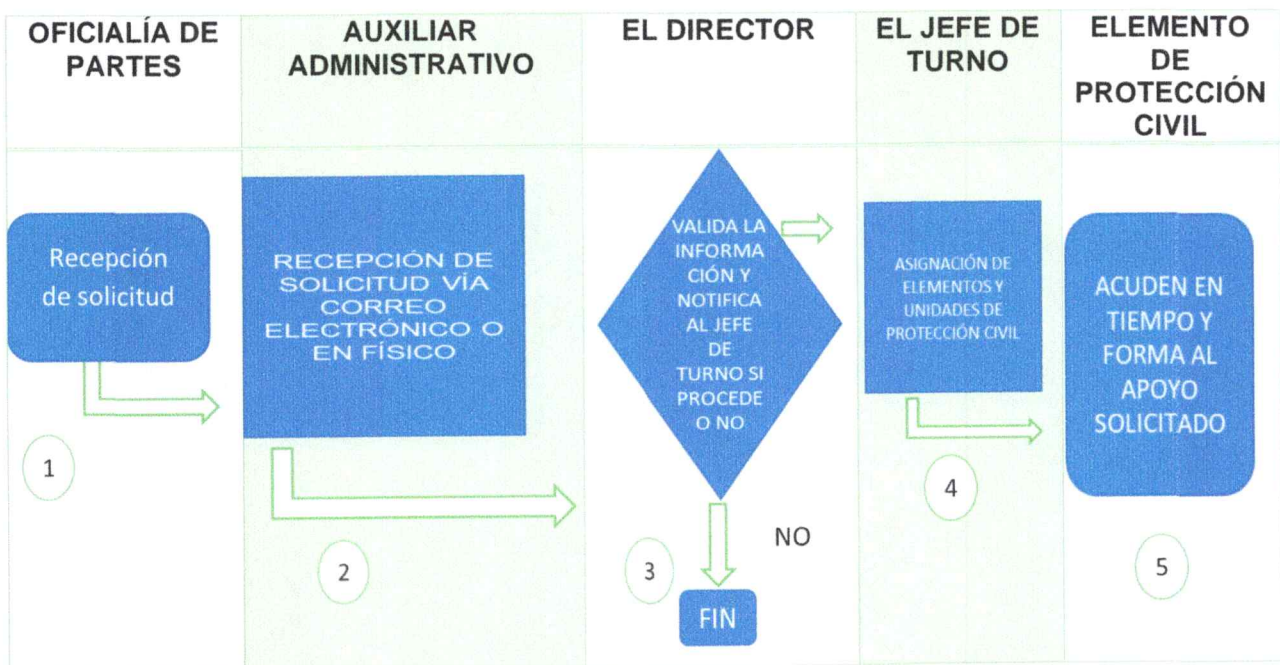 OFICIALÍA DE
PARTES
AUXILIAR
ADMINISTRATIVO
EL DIRECTOR
EL JEFE DE
TURNO
ELEMENTO
DE
PROTECCIÓN
CIVIL
Recepción
de solicitud
1
RECEPCIÓN DE
SOLICITUD VÍA
CORREO
ELECTRÓNICO O
EN FÍSICO
2
VALIDA LA
INFORMA
CIÓN Y
NOTIFICA
AL JEFE
DE
TURNO SI
PROCEDE
O NO
NO
3
FIN
ASIGNACIÓN DE
ELEMENTOS Y
UNIDADES DE
PROTECCIÓN CIVIL
4
ACUDEN EN
TIEMPO Y
FORMA AL
APOYO
SOLICITADO
5